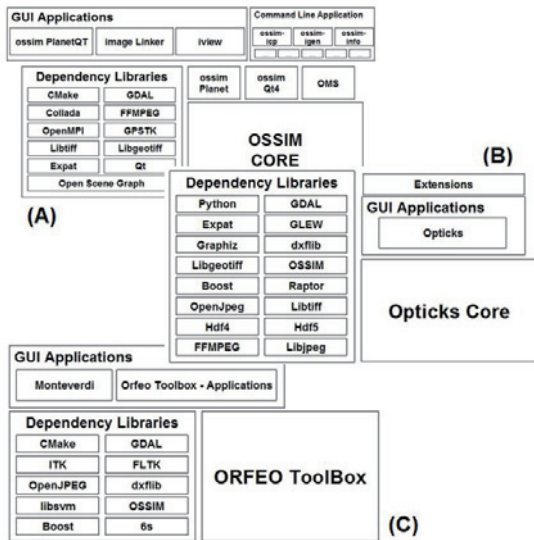 GUI Applications
ossim PlanetQT
image Linker
iview
Command Line Application
ossim-
icp
ossim-
igen
ossim-
info
Dependency Libraries
CMake
GDAL
Collada
FFMPEG
OpenMPI
GPSTK
Libtiff
Libgeotiff
Expat
Qt
Open Scene Graph
ossim
Planet
ossim
Qt4
OMS
OSSIM
CORE
(A)
(B)
Dependency Libraries
Python
GDAL
Expat
GLEW
Graphiz
dxflib
Libgeotiff
OSSIM
Boost
Raptor
OpenJpeg
Libtiff
Hdf4
Hdf5
FFMPEG
Libjpeg
Extensions
GUI Applications
Opticks
Opticks Core
GUI Applications
Monteverdi
Orfeo Toolbox - Applications
Dependency Libraries
CMake
GDAL
ITK
FLTK
OpenJPEG
dxflib
libsvm
OSSIM
Boost
6s
ORFEO ToolBox
(C)